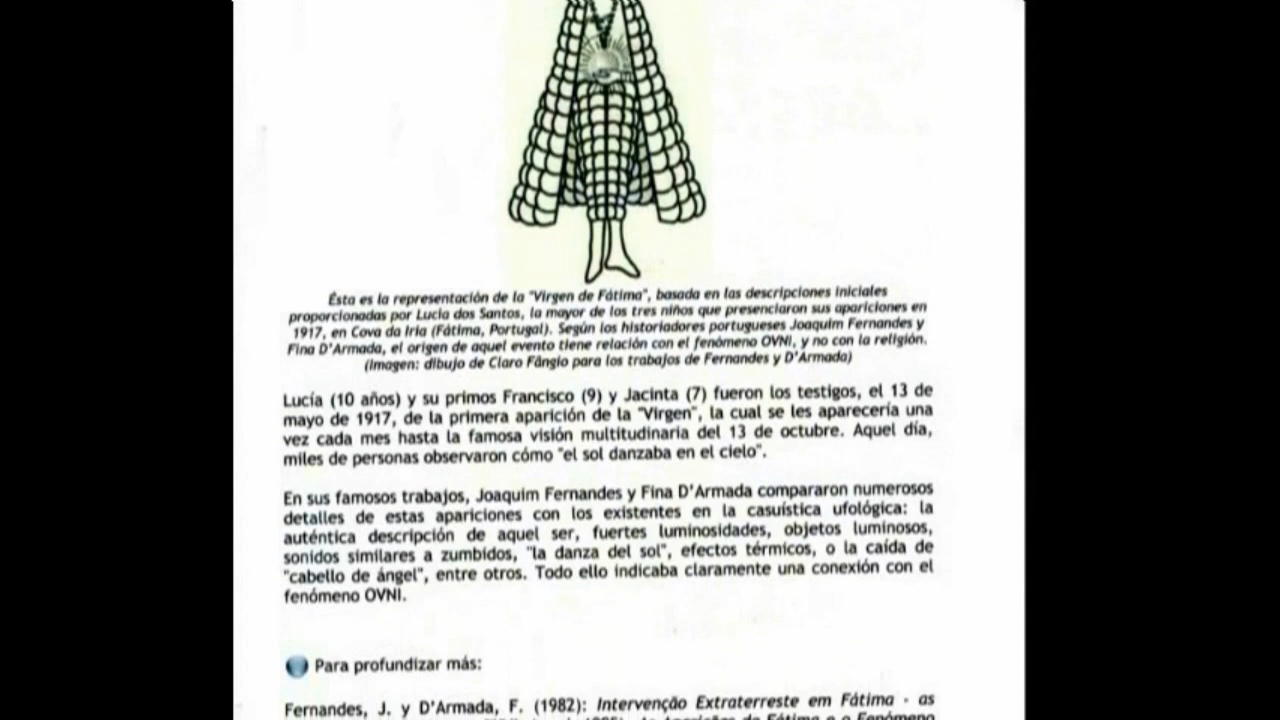 Ésta es la representación de la "Virgen de Fátima", basada en las descripciones iniciales
proporcionadas por Lucía dos Santos, la mayor de los tres niños que presenciaron sus apariciones en
1917, en Cova da Iria (Fátima, Portugal). Según los historiadores portugueses Joaquim Fernandes y
Fina D'Armada, el origen de aquel evento tiene relación con el fenómeno OVNI, y no con la religión.
(Imagen: dibujo de Claro Fângio para los trabajos de Fernandes y D'Armada)
Lucía (10 años) y su primos Francisco (9) y Jacinta (7) fueron los testigos, el 13 de
mayo de 1917, de la primera aparición de la "Virgen", la cual se les aparecería una
vez cada mes hasta la famosa visión multitudinaria del 13 de octubre. Aquel día,
miles de personas observaron cómo "el sol danzaba en el cielo".
En sus famosos trabajos, Joaquim Fernandes y Fina D'Armada compararon numerosos
detalles de estas apariciones con los existentes en la casuística ufológica: la
auténtica descripción de aquel ser, fuertes luminosidades, objetos luminosos,
sonidos similares a zumbidos, "la danza del sol", efectos térmicos, o la caída de
"cabello de ángel", entre otros. Todo ello indicaba claramente una conexión con el
fenómeno OVNI.
Para profundizar más:
Fernandes, J. y D'Armada, F. (1982): Intervenção Extraterreste em Fátima - as